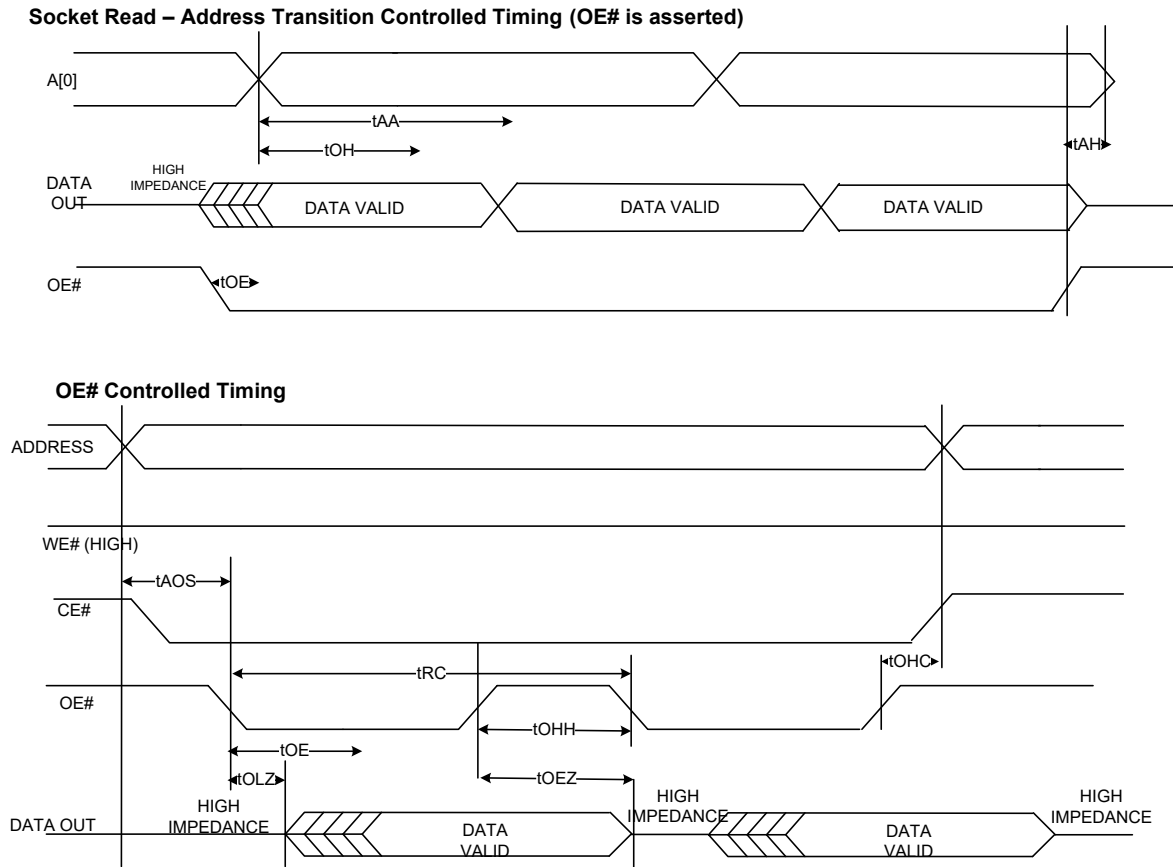 Socket Read – Address Transition Controlled Timing (OE# is asserted)
A[0]
tAA
tOH
tAH
HIGH
IMPEDANCE
DATA
OUT
DATA VALID
DATA VALID
DATA VALID
OE#
tOE
OE# Controlled Timing
ADDRESS
WE# (HIGH)
tAOS
CE#
tOHC
tRC
OE#
tOHH
tOE
tOEZ
tOLZ
HIGH
IMPEDANCE
HIGH
IMPEDANCE
HIGH
IMPEDANCE
DATA OUT
DATA
VALID
DATA
VALID